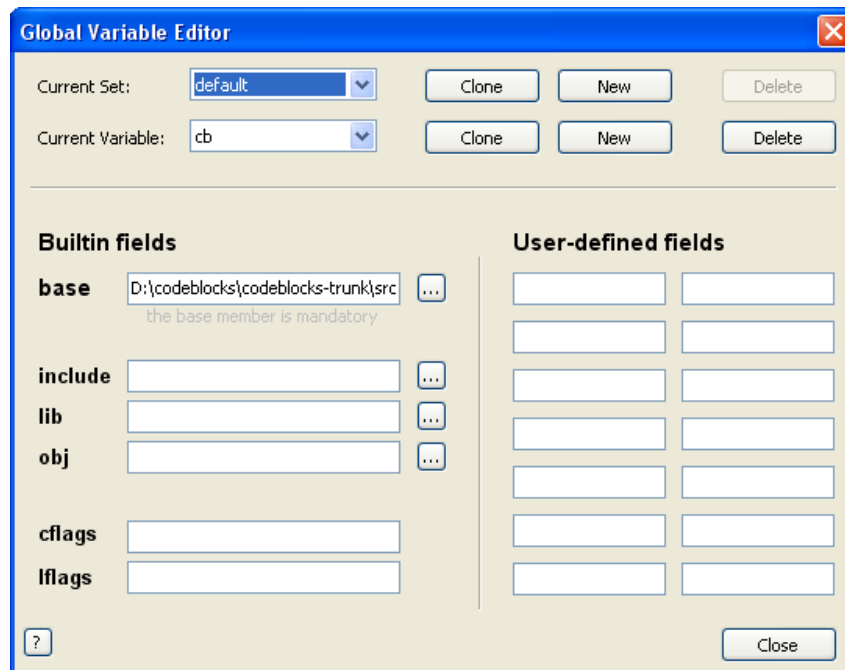 Global Variable Editor
Current Set: default Clone New Delete
Current Variable: cb Clone New Delete
Builtin fields User-defined fields
base D:\codeblocks\codeblocks-trunk\src ...
the base member is mandatory
include ...
lib ...
obj ...
cflags
lflags
? Close